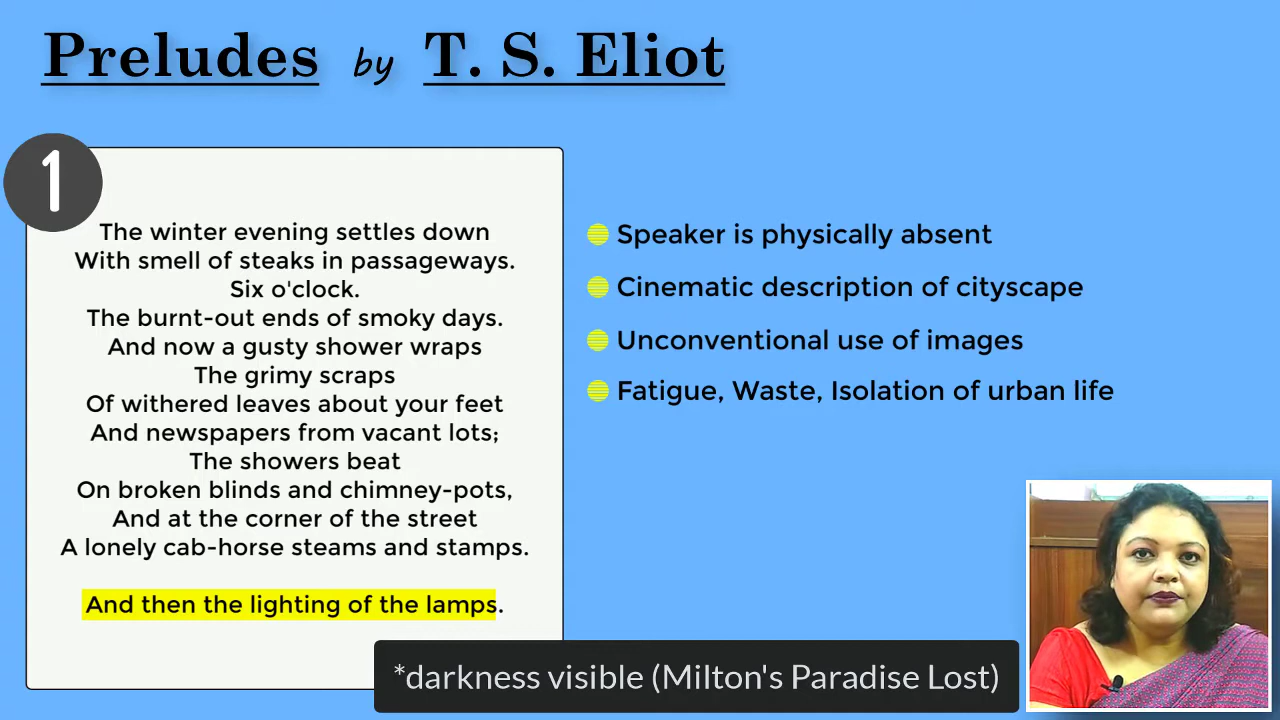 Preludes by T. S. Eliot
1
The winter evening settles down
With smell of steaks in passageways.
Six o'clock.
The burnt-out ends of smoky days.
And now a gusty shower wraps
The grimy scraps
Of withered leaves about your feet
And newspapers from vacant lots;
The showers beat
On broken blinds and chimney-pots,
And at the corner of the street
A lonely cab-horse steams and stamps.
And then the lighting of the lamps.
Speaker is physically absent
Cinematic description of cityscape
Unconventional use of images
Fatigue, Waste, Isolation of urban life
*darkness visible (Milton's Paradise Lost)